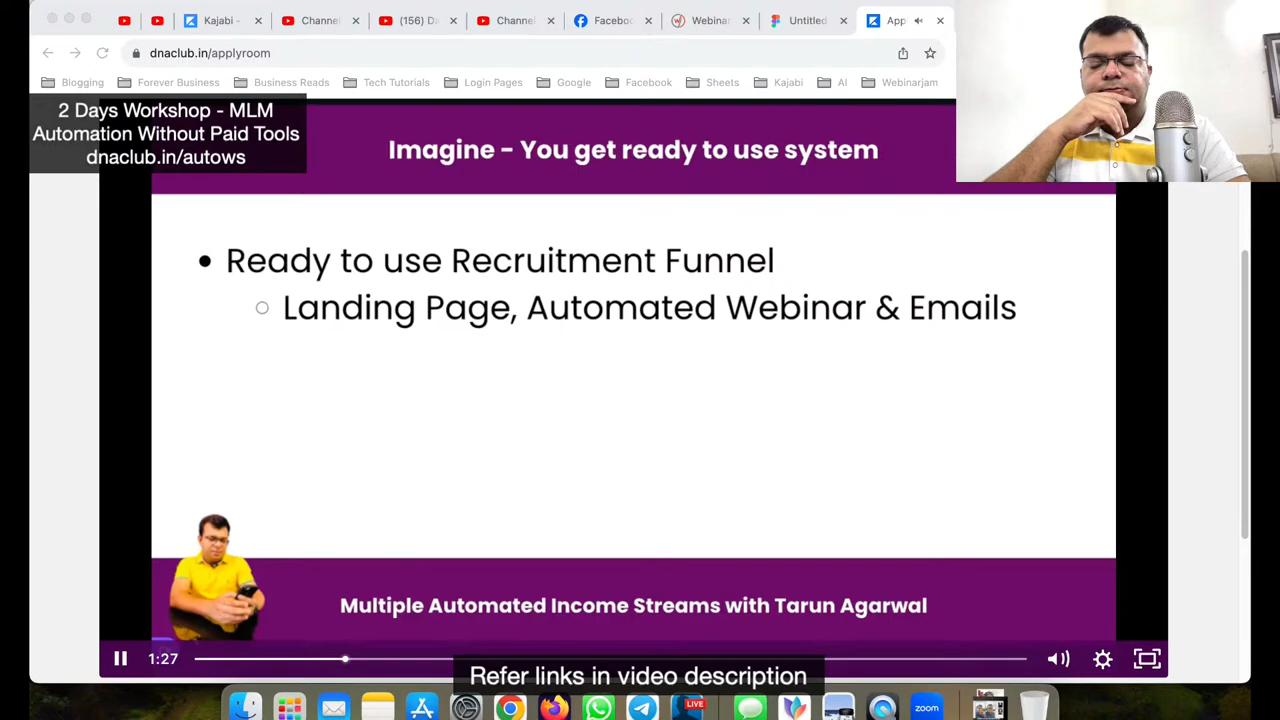 Kajabi -
Channel
(156) D
Channel
Faceboo
Webinar
Untitled
App
dnaclub.in/applyroom
Blogging
Forever Business
Business Reads
Tech Tutorials
Login Pages
Google
Facebook
Sheets
Kajabi
AI
Webinarjam
2 Days Workshop - MLM
Automation Without Paid Tools
dnaclub.in/autows
Imagine - You get ready to use system
Ready to use Recruitment Funnel
Landing Page, Automated Webinar & Emails
Multiple Automated Income Streams with Tarun Agarwal
1:27
Refer links in video description
LIVE
zoom